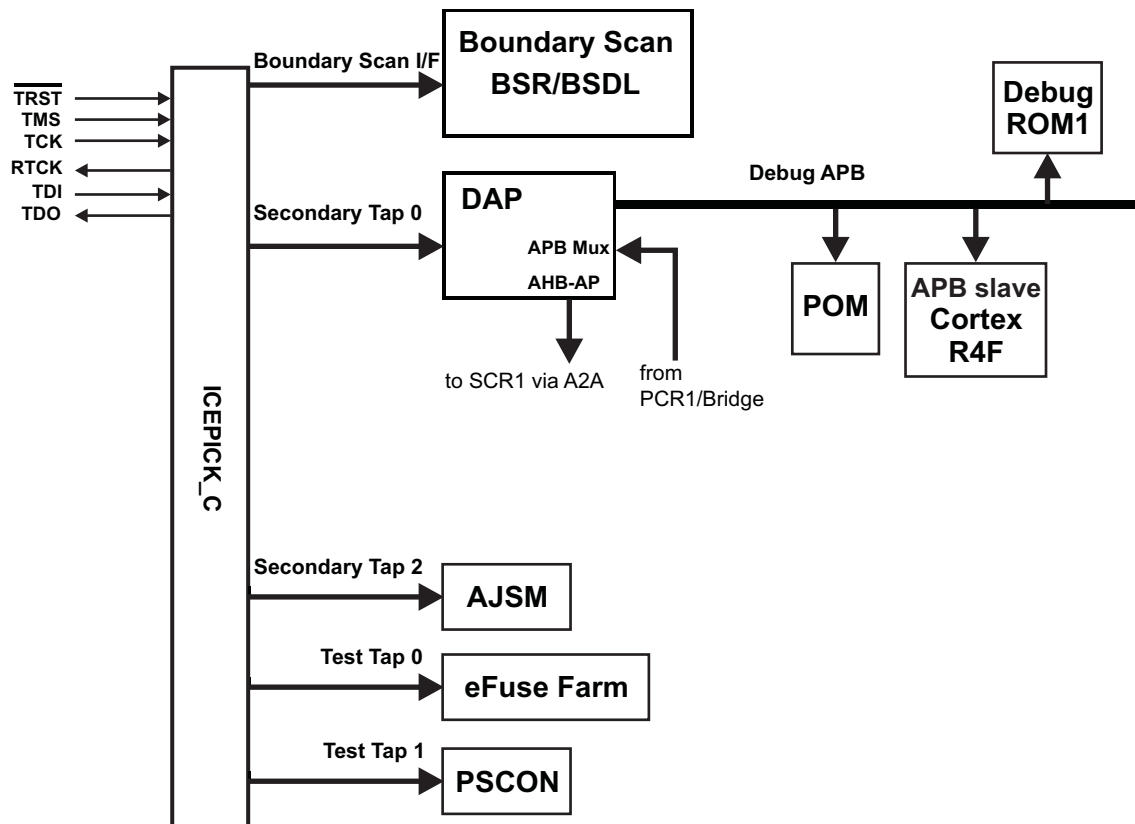 Boundary Scan
BSR/BSDL
Boundary Scan I/F
TRST
TMS
TCK
RTCK
TDI
TDO
Debug
ROM1
Debug APB
Secondary Tap 0
DAP
APB Mux
AHB-AP
POM
APB slave
Cortex
R4F
to SCR1 via A2A
from
PCR1/Bridge
ICEPICK_C
Secondary Tap 2
AJSM
Test Tap 0
eFuse Farm
Test Tap 1
PSCON